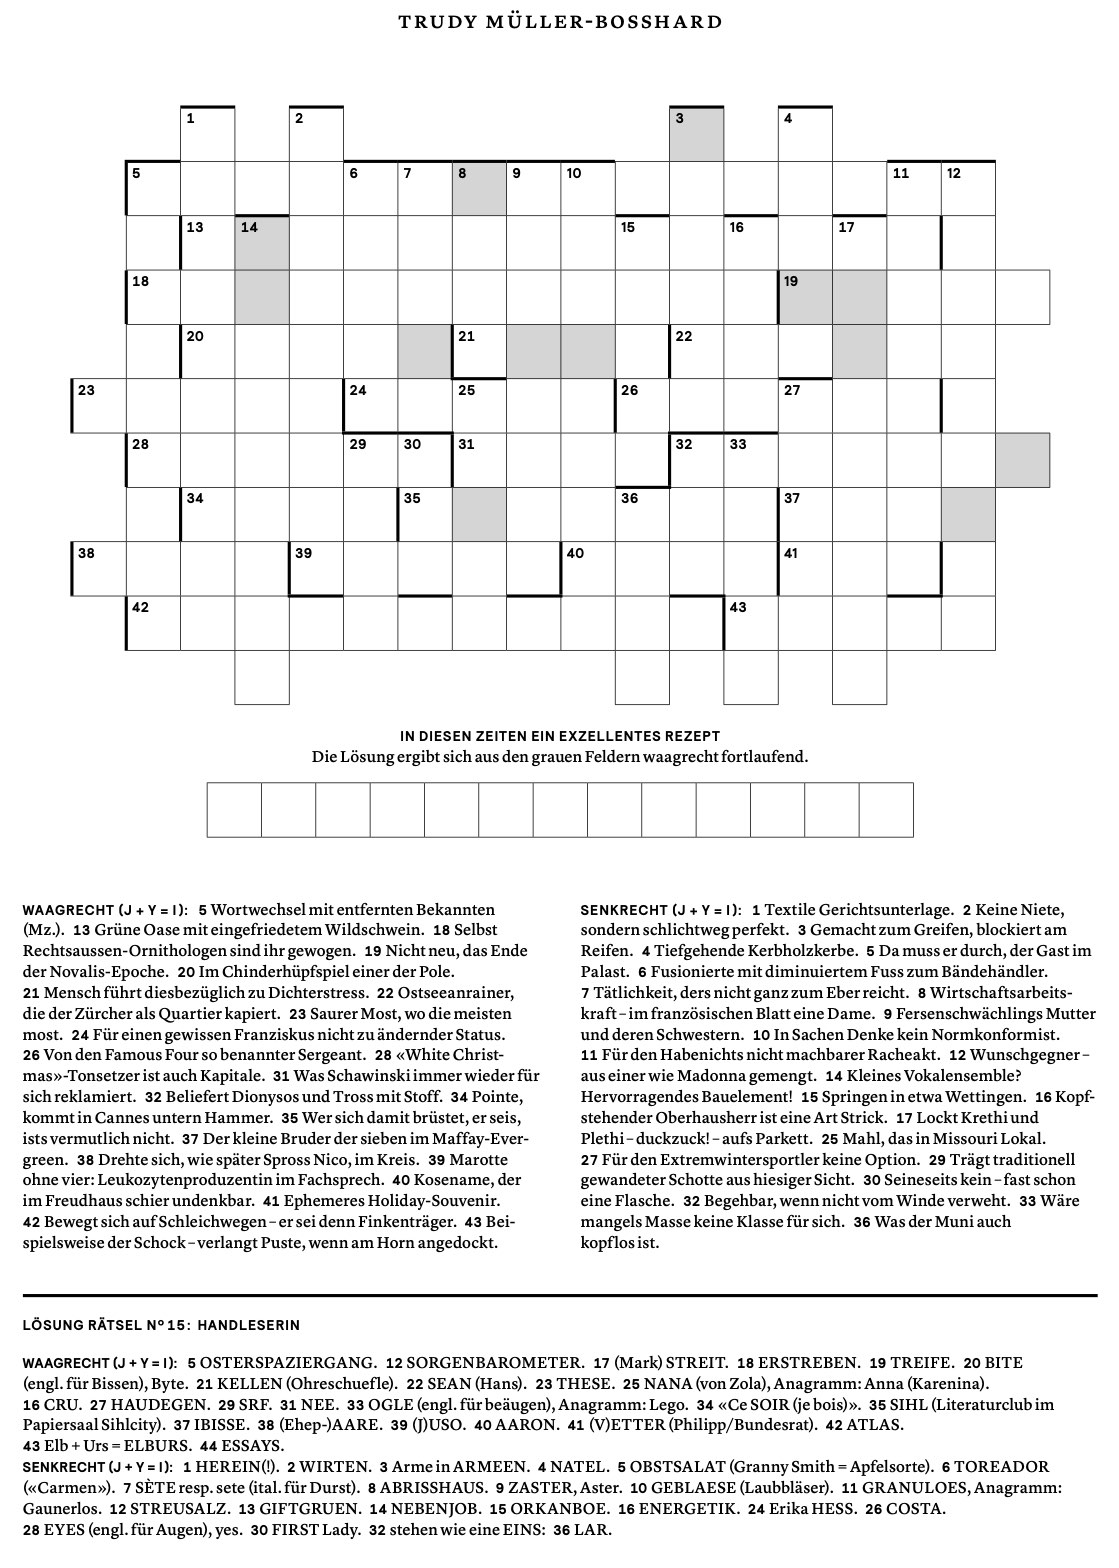 TRUDY MÜLLER-BOSSHARD
1 2 3 4
5 6 7 8 9 10 11 12
13 14 15 16 17
18 19
20 21 22
23 24 25 26 27
28 29 30 31 32 33
34 35 36 37
38 39 40 41
42 43
IN DIESEN ZEITEN EIN EXZELLENTES REZEPT
Die Lösung ergibt sich aus den grauen Feldern waagrecht fortlaufend.
WAAGRECHT (J + Y = I): 5 Wortwechsel mit entfernten Bekannten
(Mz.). 13 Grüne Oase mit eingefriedetem Wildschwein. 18 Selbst
Rechtsaussen-Ornithologen sind ihr gewogen. 19 Nicht neu, das Ende
der Novalis-Epoche. 20 Im Chinderhüpfspiel einer der Pole.
21 Mensch führt diesbezüglich zu Dichterstress. 22 Ostseeanrainer,
die der Zürcher als Quartier kapiert. 23 Saurer Most, wo die meisten
most. 24 Für einen gewissen Franziskus nicht zu ändernder Status.
26 Von den Famous Four so benannter Sergeant. 28 «White Christ-
mas»-Tonsetzer ist auch Kapitale. 31 Was Schawinski immer wieder für
sich reklamiert. 32 Beliefert Dionysos und Tross mit Stoff. 34 Pointe,
kommt in Cannes untern Hammer. 35 Wer sich damit brüstet, er seis,
ists vermutlich nicht. 37 Der kleine Bruder der sieben im Maffay-Ever-
green. 38 Drehte sich, wie später Spross Nico, im Kreis. 39 Marotte
ohne vier: Leukozytenproduzentin im Fachsprech. 40 Kosename, der
im Freudhaus schier undenkbar. 41 Ephemeres Holiday-Souvenir.
42 Bewegt sich auf Schleichwegen – er sei denn Finkenträger. 43 Bei-
spielsweise der Schock – verlangt Puste, wenn am Horn angedockt.
SENKRECHT (J + Y = I): 1 Textile Gerichtsunterlage. 2 Keine Niete,
sondern schlichtweg perfekt. 3 Gemacht zum Greifen, blockiert am
Reifen. 4 Tiefgehende Kerbholzkerbe. 5 Da muss er durch, der Gast im
Palast. 6 Fusionierte mit diminuiertem Fuss zum Bändehändler.
7 Tätlichkeit, ders nicht ganz zum Eber reicht. 8 Wirtschaftsarbeits-
kraft – im französischen Blatt eine Dame. 9 Fersenschwächlings Mutter
und deren Schwestern. 10 In Sachen Denke kein Normkonformist.
11 Für den Habenichts nicht machbarer Racheakt. 12 Wunschgegner –
aus einer wie Madonna gemengt. 14 Kleines Vokalensemble?
Hervorragendes Bauelement! 15 Springen in etwa Wettingen. 16 Kopf-
stehender Oberhausherr ist eine Art Strick. 17 Lockt Krethi und
Plethi – duckzuck! – aufs Parkett. 25 Mahl, das in Missouri Lokal.
27 Für den Extremwintersportler keine Option. 29 Trägt traditionell
gewandeter Schotte aus hiesiger Sicht. 30 Seineseits kein – fast schon
eine Flasche. 32 Begehbar, wenn nicht vom Winde verweht. 33 Wäre
mangels Masse keine Klasse für sich. 36 Was der Muni auch
kopflos ist.
LÖSUNG RÄTSEL Nº 15: HANDLESERIN
WAAGRECHT (J + Y = I): 5 OSTERSPAZIERGANG. 12 SORGENBAROMETER. 17 (Mark) STREIT. 18 ERSTREBEN. 19 TREIFE. 20 BITE
(engl. für Bissen), Byte. 21 KELLEN (Ohreschuefle). 22 SEAN (Hans). 23 THESE. 25 NANA (von Zola), Anagramm: Anna (Karenina).
16 CRU. 27 HAUDEGEN. 29 SRF. 31 NEE. 33 OGLE (engl. für beäugen), Anagramm: Lego. 34 «Ce SOIR (je bois)». 35 SIHL (Literaturclub im
Papiersaal Sihlcity). 37 IBISSE. 38 (Ehep-)AARE. 39 (J)USO. 40 AARON. 41 (V)ETTER (Philipp/Bundesrat). 42 ATLAS.
43 Elb + Urs = ELBURS. 44 ESSAYS.
SENKRECHT (J + Y = I): 1 HEREIN(!). 2 WIRTEN. 3 Arme in ARMEEN. 4 NATEL. 5 OBSTSALAT (Granny Smith = Apfelsorte). 6 TOREADOR
(«Carmen»). 7 SÈTE resp. sete (ital. für Durst). 8 ABRISSHAUS. 9 ZASTER, Aster. 10 GEBLAESE (Laubbläser). 11 GRANULOES, Anagramm:
Gaunerlos. 12 STREUSALZ. 13 GIFTGRUEN. 14 NEBENJOB. 15 ORKANBOE. 16 ENERGETIK. 24 Erika HESS. 26 COSTA.
28 EYES (engl. für Augen), yes. 30 FIRST Lady. 32 stehen wie eine EINS: 36 LAR.